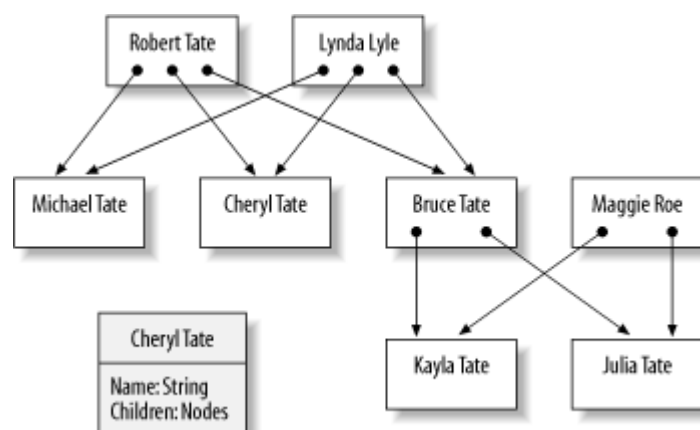 Robert Tate
Lynda Lyle
Michael Tate
Cheryl Tate
Bruce Tate
Maggie Roe
Cheryl Tate
Name: String
Children: Nodes
Kayla Tate
Julia Tate